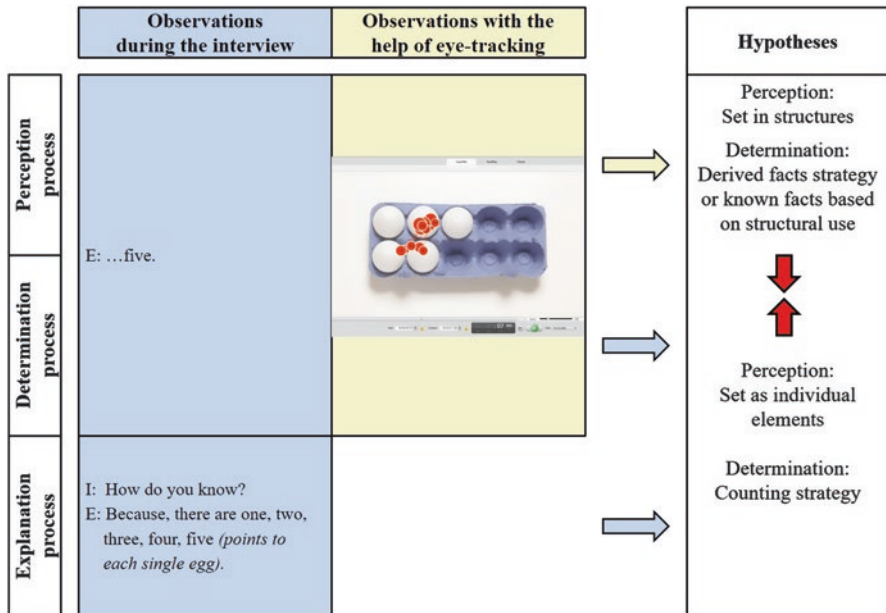 Observations
during the interview
Observations with the
help of eye-tracking
Hypotheses
Perception
process
Determination
process
Explanation
process
E: …five.
I: How do you know?
E: Because, there are one, two,
three, four, five (points to
each single egg).
Perception:
Set in structures
Determination:
Derived facts strategy
or known facts based
on structural use
Perception:
Set as individual
elements
Determination:
Counting strategy